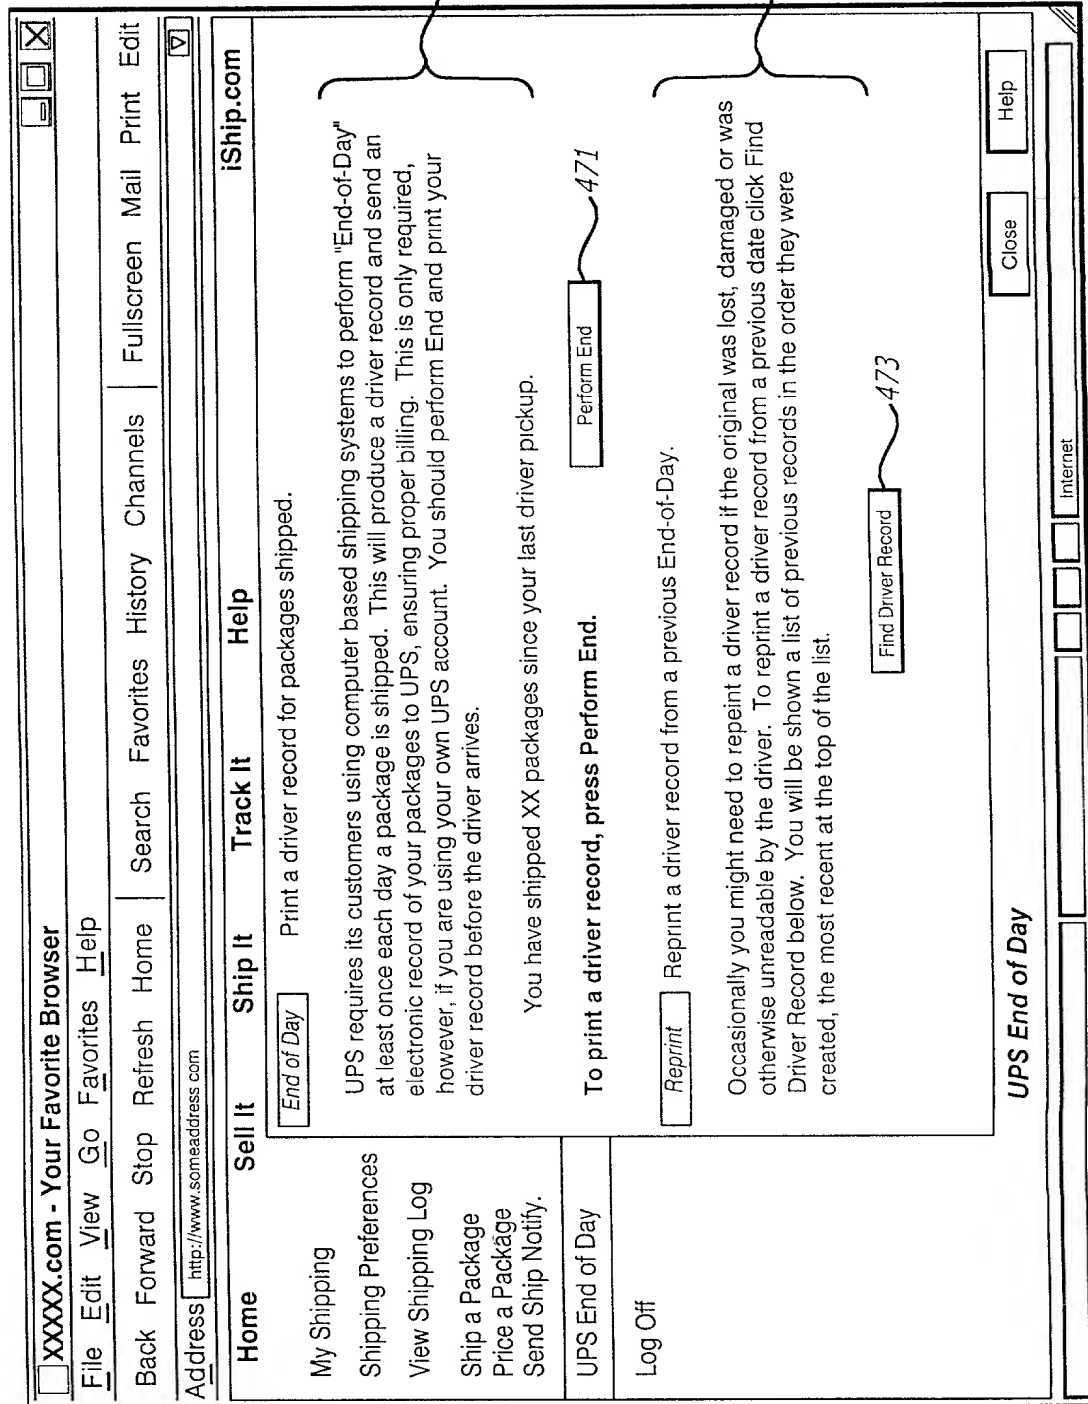 XXXXX.com - Your Favorite Browser
File Edit View Go Favorites Help
Back Forward Stop Refresh Home Search Favorites History Channels Fullscreen Mail Print Edit
Address http://www.someaddress.com
Home Sell It Ship It Track It Help iShip.com
My Shipping
Shipping Preferences
View Shipping Log
Ship a Package
Price a Package
Send Ship Notify.
UPS End of Day
Log Off
End of Day Print a driver record for packages shipped.
UPS requires its customers using computer based shipping systems to perform "End-of-Day"
at least once each day a package is shipped. This will produce a driver record and send an
electronic record of your packages to UPS, ensuring proper billing. This is only required,
however, if you are using your own UPS account. You should perform End and print your
driver record before the driver arrives.
You have shipped XX packages since your last driver pickup.
To print a driver record, press Perform End.
Perform End
471
Reprint Reprint a driver record from a previous End-of-Day.
Occasionally you might need to repeint a driver record if the original was lost, damaged or was
otherwise unreadable by the driver. To reprint a driver record from a previous date click Find
Driver Record below. You will be shown a list of previous records in the order they were
created, the most recent at the top of the list.
Find Driver Record
473
UPS End of Day
Close Help
Internet